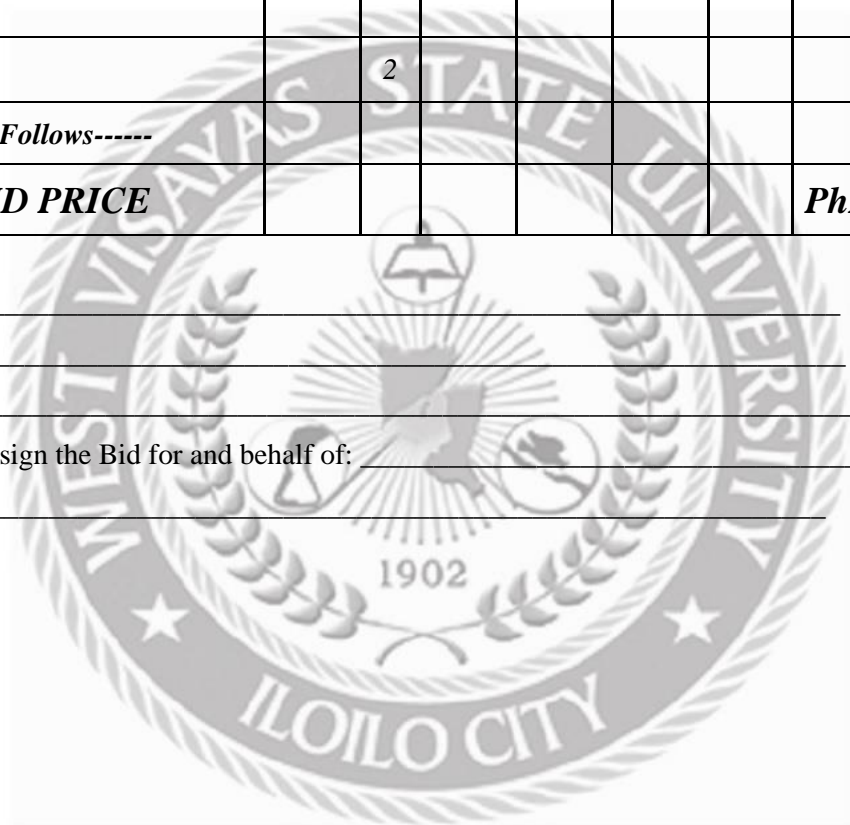 2
Follows------
D PRICE Ph
sign the Bid for and behalf of:
WEST VISAYAS STATE UNIVERSITY
1902
ILOILO CITY